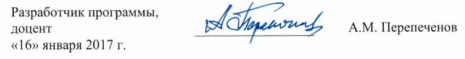 Разработчик программы,
доцент
А.М. Перепеченов
«16» января 2017 г.